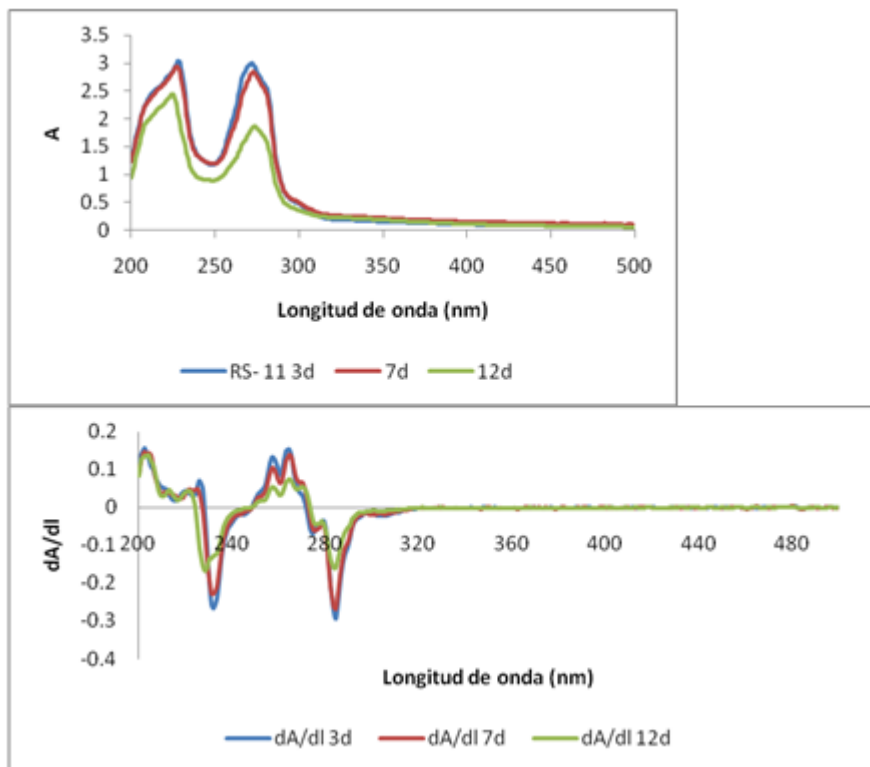 3.5
3
2.5
2
1.5
1
0.5
0
A
200 250 300 350 400 450 500
Longitud de onda (nm)
RS- 11 3d 7d 12d
0.2
0.1
0
-0.1
-0.2
-0.3
-0.4
dA/dl
200 240 280 320 360 400 440 480
Longitud de onda (nm)
dA/dl 3d dA/dl 7d dA/dl 12d